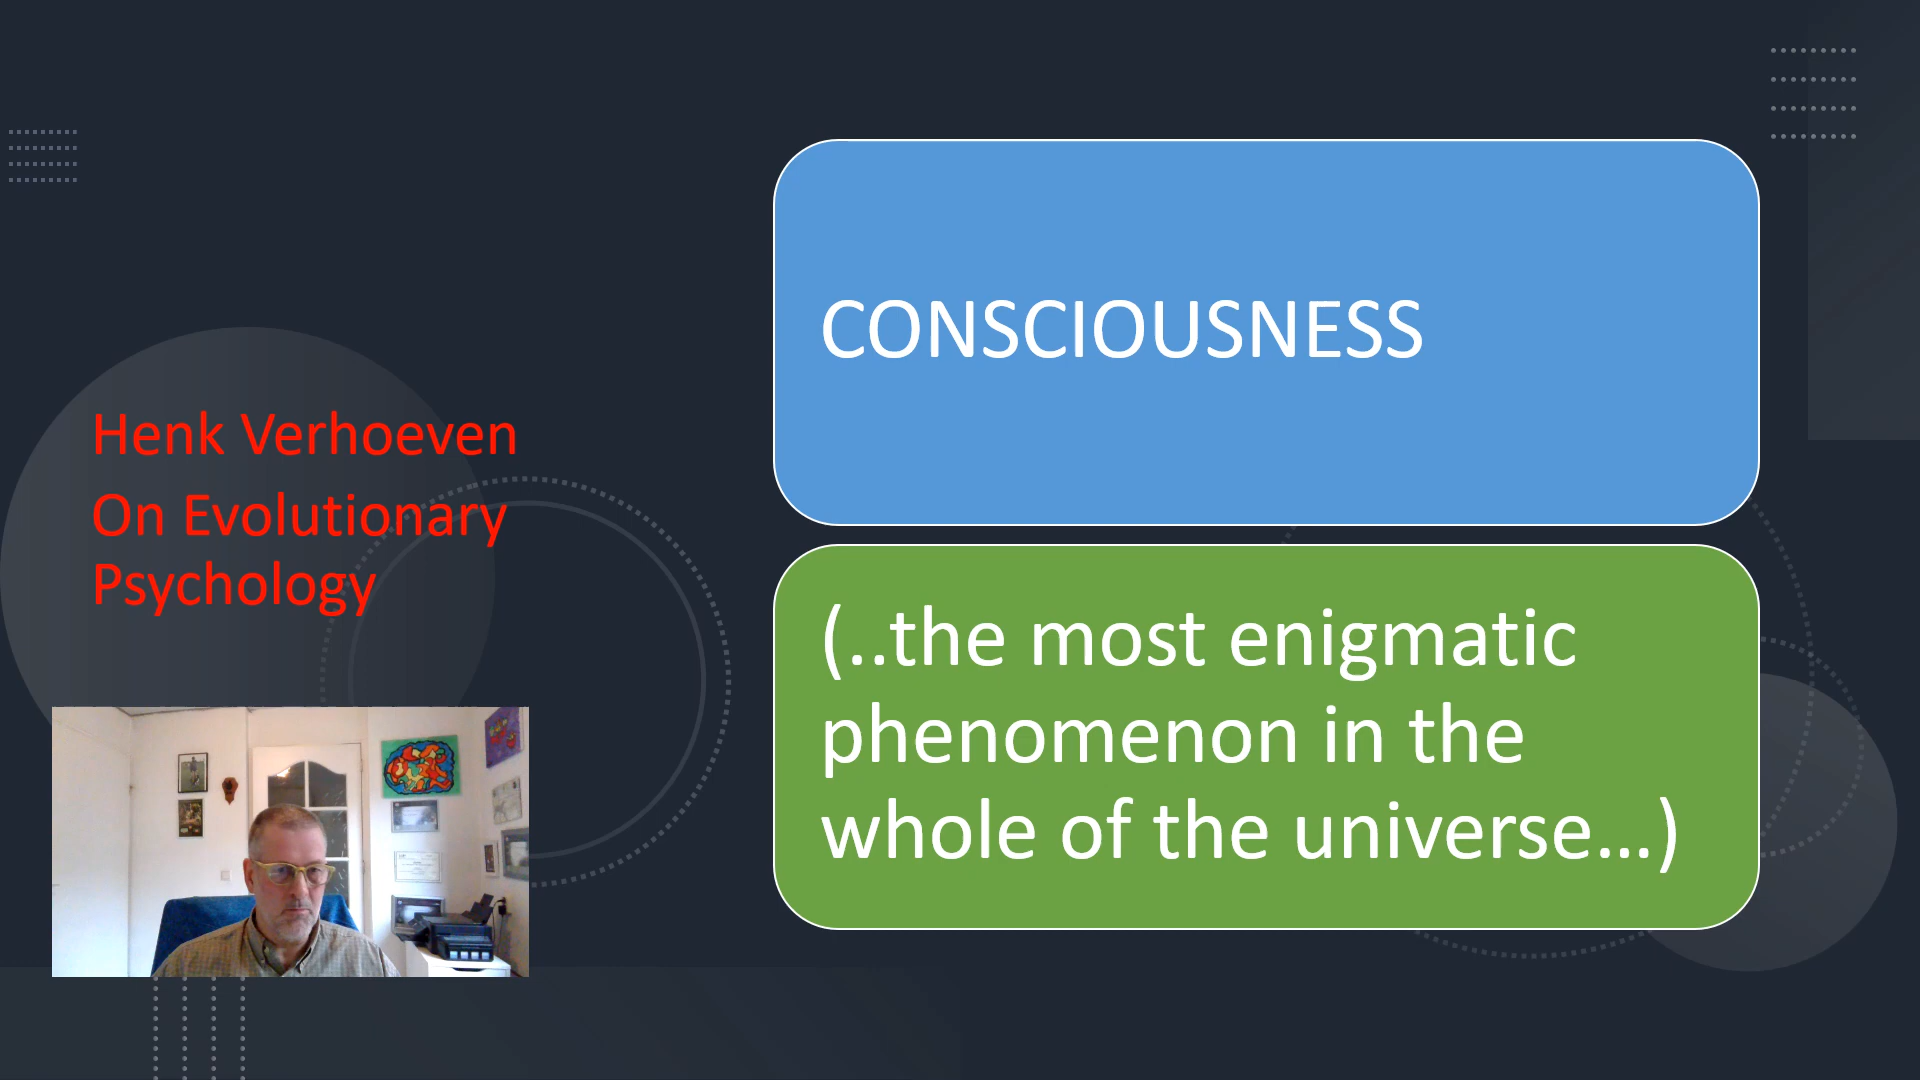 Henk Verhoeven
On Evolutionary
Psychology
CONSCIOUSNESS
(..the most enigmatic
phenomenon in the
whole of the universe...)